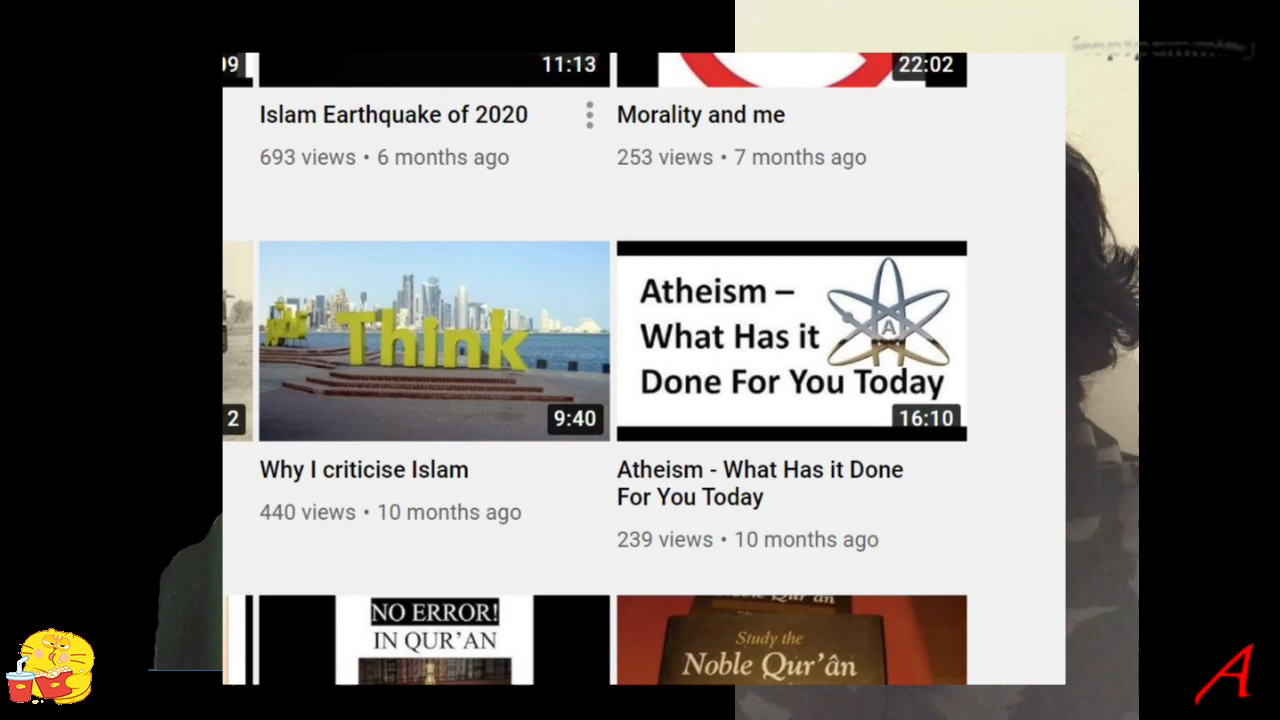 09
11:13
22:02
Islam Earthquake of 2020
Morality and me
693 views • 6 months ago
253 views • 7 months ago
Think
2
9:40
Atheism –
What Has it
Done For You Today
A
16:10
Why I criticise Islam
Atheism - What Has it Done
For You Today
440 views • 10 months ago
239 views • 10 months ago
NO ERROR!
IN QUR’AN
Study the
Noble Qur’ân
A